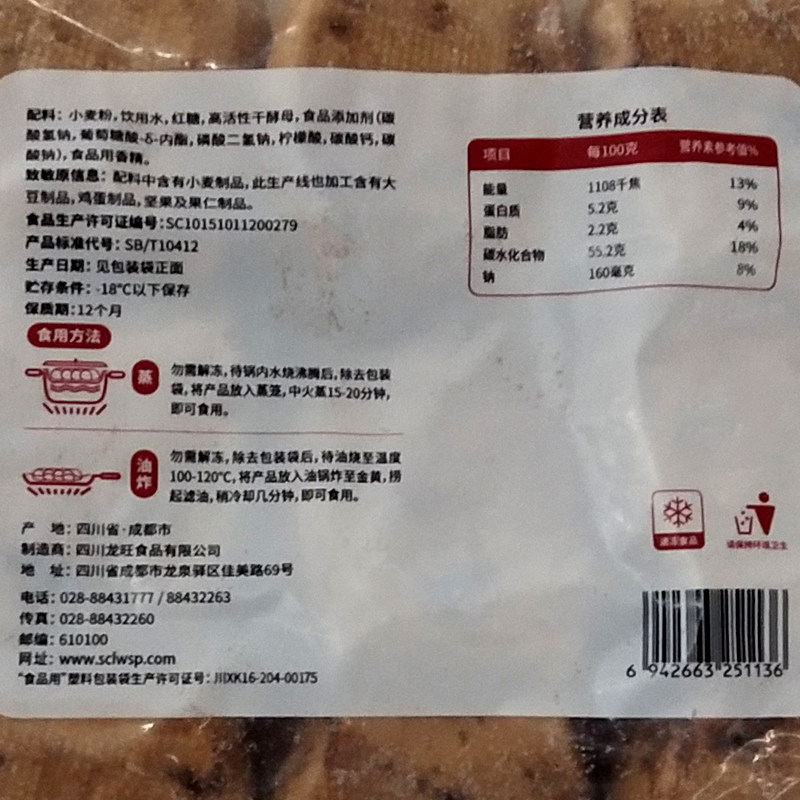 配料：小麦粉,饮用水,红糖,高活性干酵母,食品添加剂(碳
酸氢钠,葡萄糖酸-δ-内酯,磷酸二氢钠,柠檬酸,碳酸钙,碳
酸钠),食品用香精。
致敏原信息：配料中含有小麦制品,此生产线也加工含有大
豆制品,鸡蛋制品,坚果及果仁制品。
食品生产许可证编号:SC10151011200279
产品标准代号：SB/T10412
生产日期：见包装袋正面
贮存条件：-18℃以下保存
保质期:12个月
食用方法
蒸
勿需解冻,待锅内水烧沸腾后,除去包装
袋,将产品放入蒸笼,中火蒸15-20分钟,
即可食用。
油炸
勿需解冻,除去包装袋后,待油烧至温度
100-120℃,将产品放入油锅炸至金黄,捞
起滤油,稍冷却几分钟,即可食用。
产 地：四川省·成都市
制造商：四川龙旺食品有限公司
地 址：四川省成都市龙泉驿区佳美路69号
电话：028-88431777 / 88432263
传真：028-88432260
邮编：610100
网址：www.sclwsp.com
"食品用"塑料包装袋生产许可证号：川XK16-204-00175
营养成分表
项目 每100克 营养素参考值%
能量 1108千焦 13%
蛋白质 5.2克 9%
脂肪 2.2克 4%
碳水化合物 55.2克 18%
钠 160毫克 8%
速冻食品
请保持环境卫生
6 942663 251136